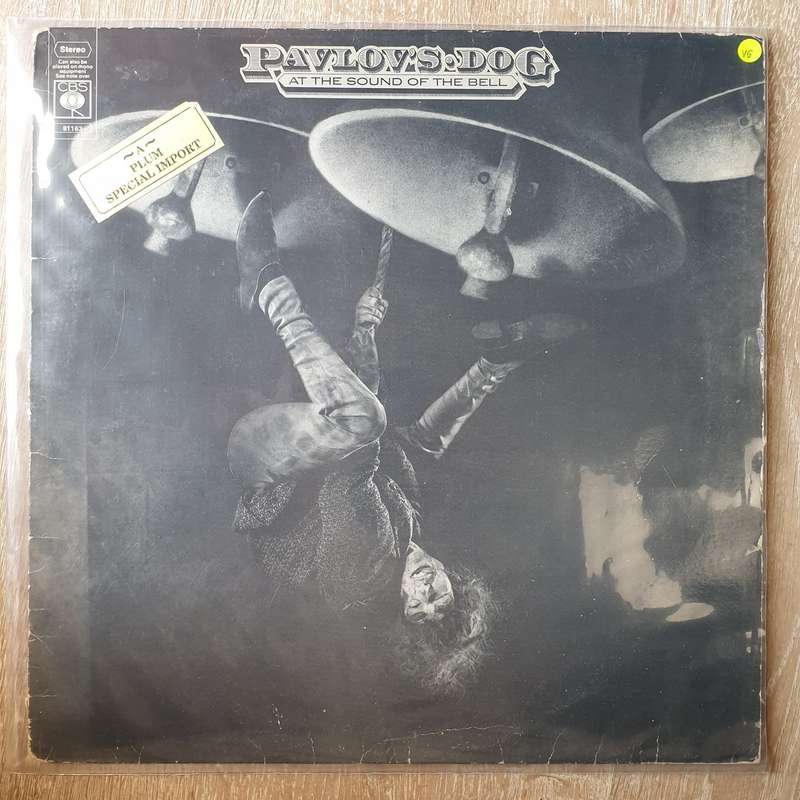 Stereo
Can also be
played on mono
equipment
See note over
CBS
81163
PAVLOV'S·DOG
AT THE SOUND OF THE BELL
VG
~A~
PLUM
SPECIAL IMPORT